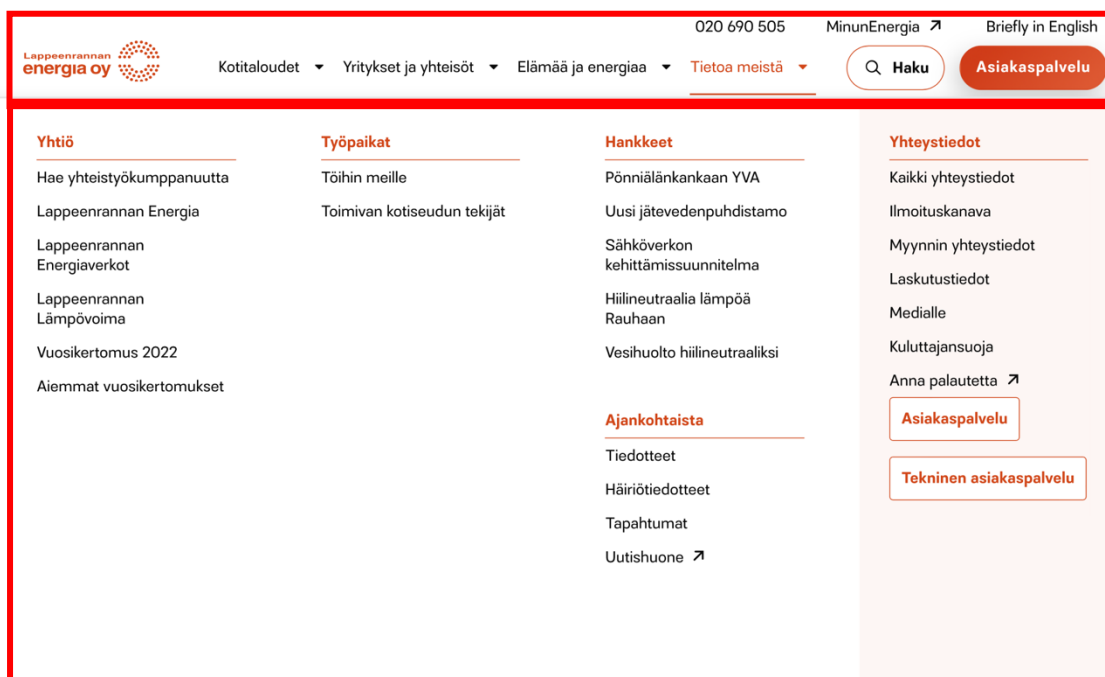 020 690 505 MinunEnergia Briefly in English
Lappeenrannan
energia oy
Kotitaloudet Yritykset ja yhteisöt Elämää ja energiaa Tietoa meistä Haku Asiakaspalvelu
Yhtiö
Hae yhteistyökumppanuutta
Lappeenrannan Energia
Lappeenrannan
Energiaverkot
Lappeenrannan
Lämpövoima
Vuosikertomus 2022
Aiemmat vuosikertomukset
Työpaikat
Töihin meille
Toimivan kotiseudun tekijät
Hankkeet
Pönniälänkankaan YVA
Uusi jätevedenpuhdistamo
Sähköverkon
kehittämissuunnitelma
Hiilineutraalia lämpöä
Rauhaan
Vesihuolto hiilineutraaliksi
Ajankohtaista
Tiedotteet
Häiriötiedotteet
Tapahtumat
Uutishuone
Yhteystiedot
Kaikki yhteystiedot
Ilmoituskanava
Myynnin yhteystiedot
Laskutustiedot
Medialle
Kuluttajansuoja
Anna palautetta
Asiakaspalvelu
Tekninen asiakaspalvelu